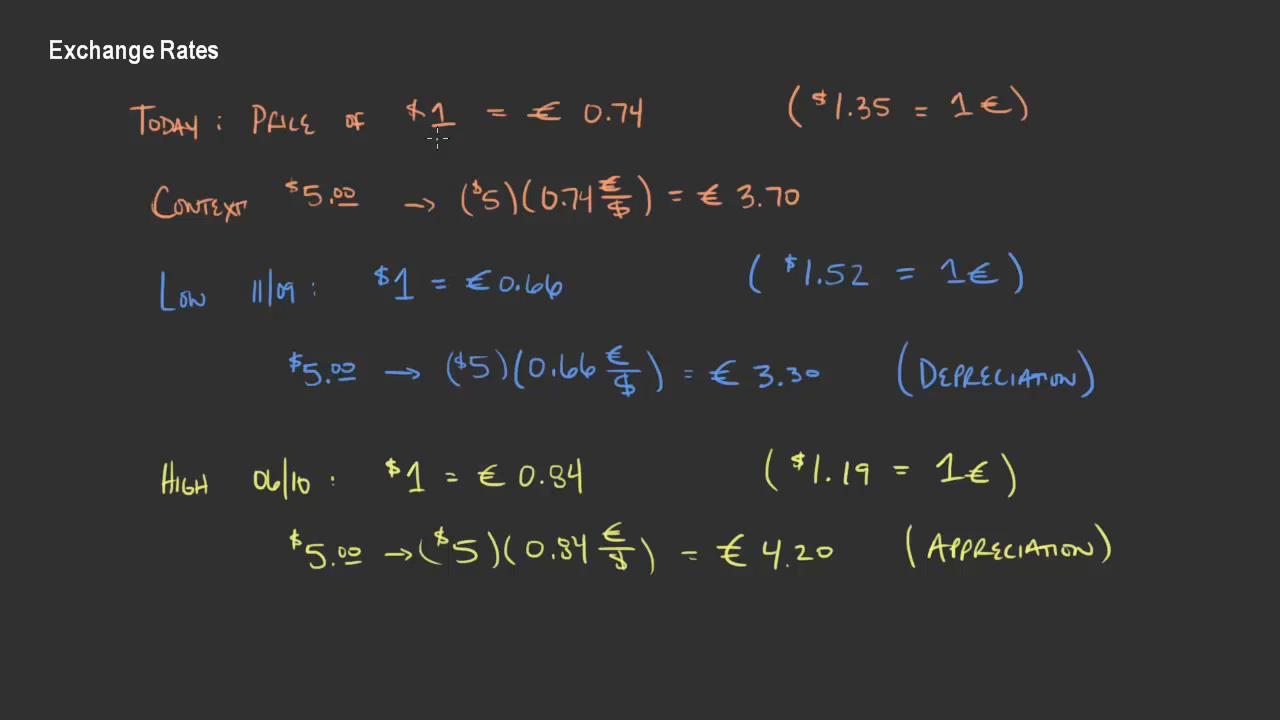 Exchange Rates
TODAY: PRICE OF $1 = € 0.74 ($1.35 = 1€)
CONTEXT $5.00 → ($5)(0.74 €/$) = € 3.70
LOW 11/09: $1 = €0.66 ($1.52 = 1€)
$5.00 → ($5)(0.66 €/$) = € 3.30 (DEPRECIATION)
HIGH 06/10: $1 = € 0.84 ($1.19 = 1€)
$5.00 → ($5)(0.84 €/$) = € 4.20 (APPRECIATION)